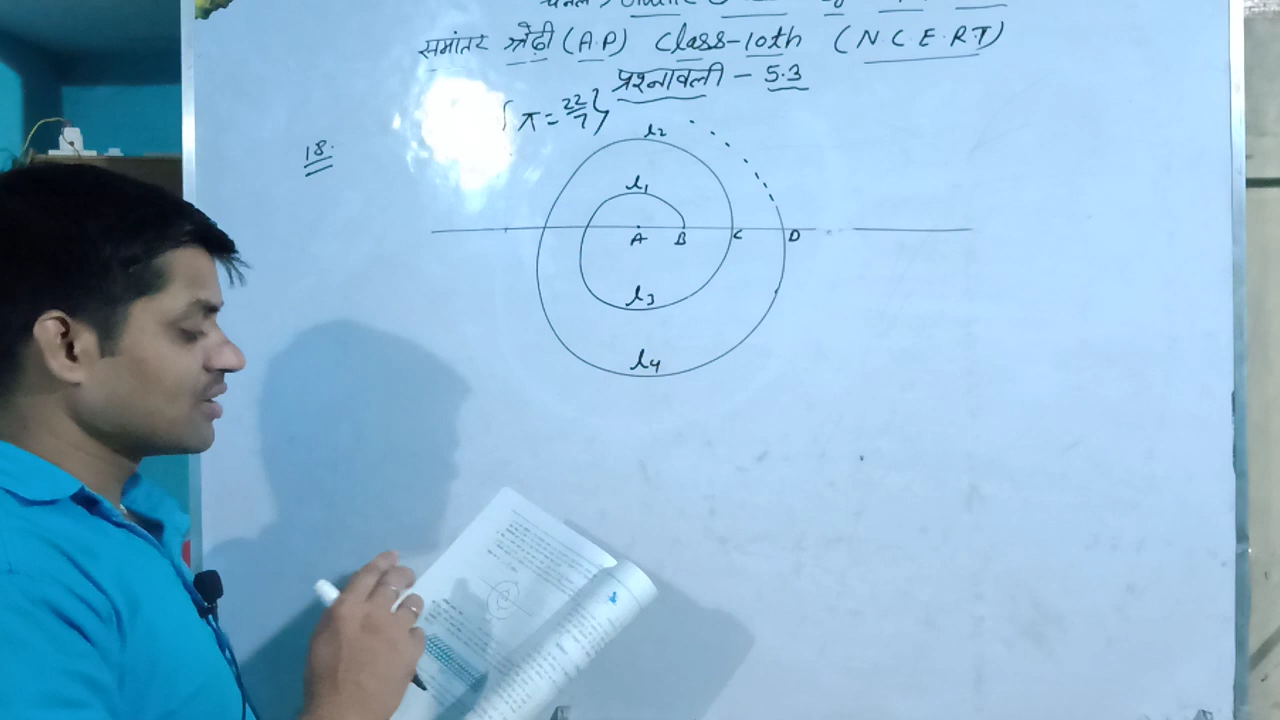 समांतर श्रेढ़ी (A.P) Class-10th (N C E.R.T)
प्रश्नावली - 5.3
{π = 22/7}
18.
l2
l1
A B C D
l3
l4